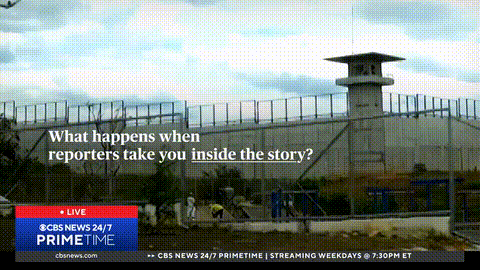 What happens when
reporters take you inside the story?
LIVE
CBS NEWS 24/7
PRIMETIME
cbsnews.com
▸▸ CBS NEWS 24/7 PRIMETIME | STREAMING WEEKDAYS @ 7:30PM ET